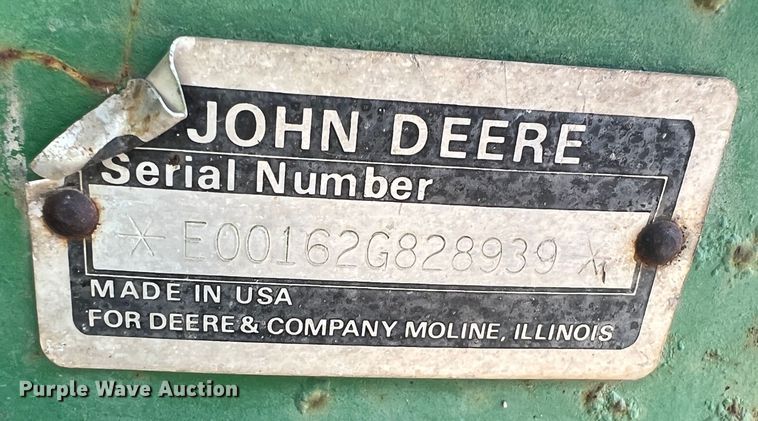 JOHN DEERE
Serial Number
* E00162G828939 *
MADE IN USA
FOR DEERE & COMPANY MOLINE, ILLINOIS
Purple Wave Auction